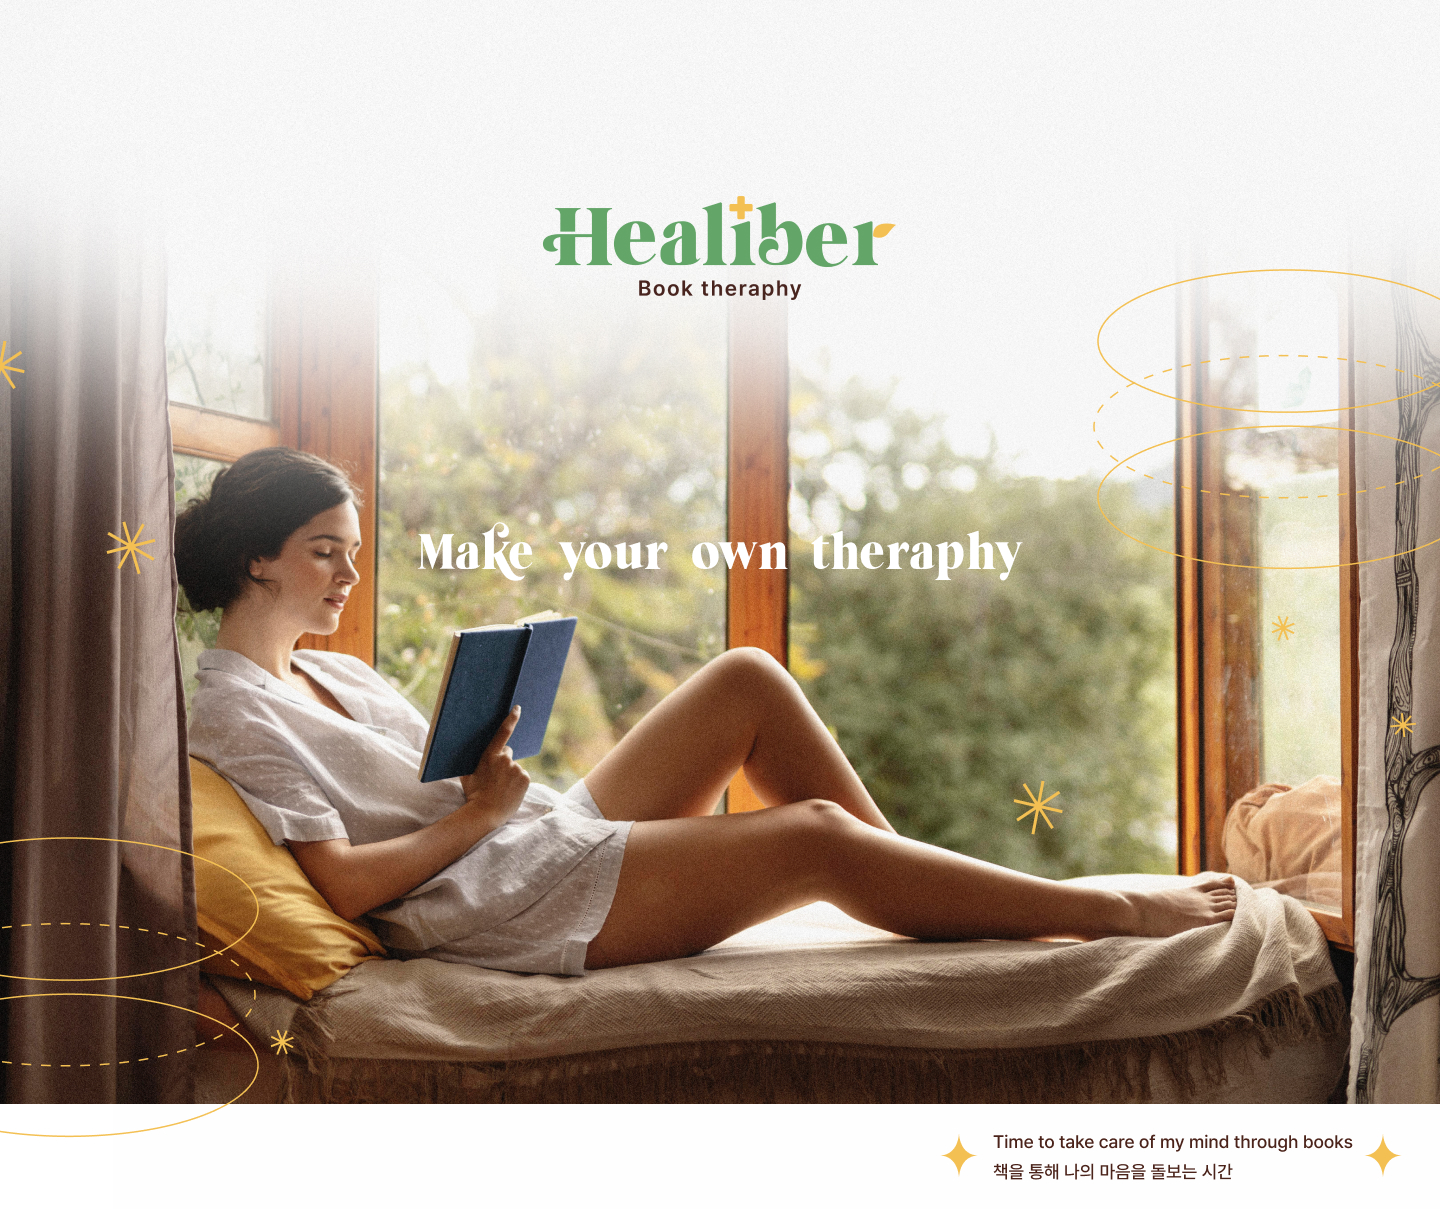 Healiber
Book theraphy
Make your own theraphy
Time to take care of my mind through books
책을 통해 나의 마음을 돌보는 시간